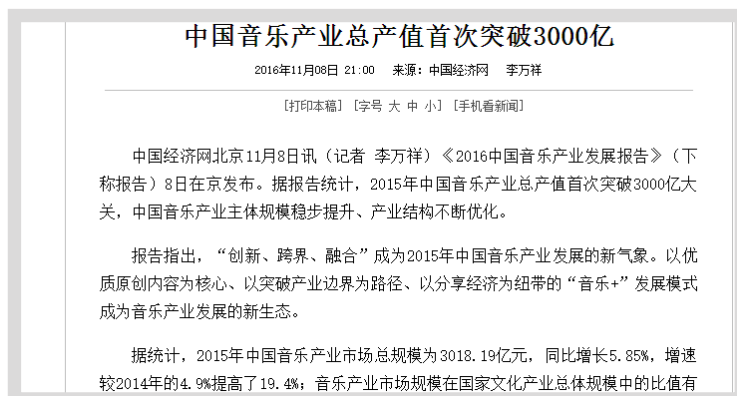 中国音乐产业总产值首次突破3000亿
2016年11月08日 21:00 来源：中国经济网 李万祥
[打印本稿] [字号 大 中 小] [手机看新闻]
中国经济网北京11月8日讯（记者 李万祥）《2016中国音乐产业发展报告》（下
称报告）8日在京发布。据报告统计，2015年中国音乐产业总产值首次突破3000亿大
关，中国音乐产业主体规模稳步提升、产业结构不断优化。
报告指出，“创新、跨界、融合”成为2015年中国音乐产业发展的新气象。以优
质原创内容为核心、以突破产业边界为路径、以分享经济为纽带的“音乐+”发展模式
成为音乐产业发展的新生态。
据统计，2015年中国音乐产业市场总规模为3018.19亿元，同比增长5.85%，增速
较2014年的4.9%提高了19.4%；音乐产业市场规模在国家文化产业总体规模中的比值有